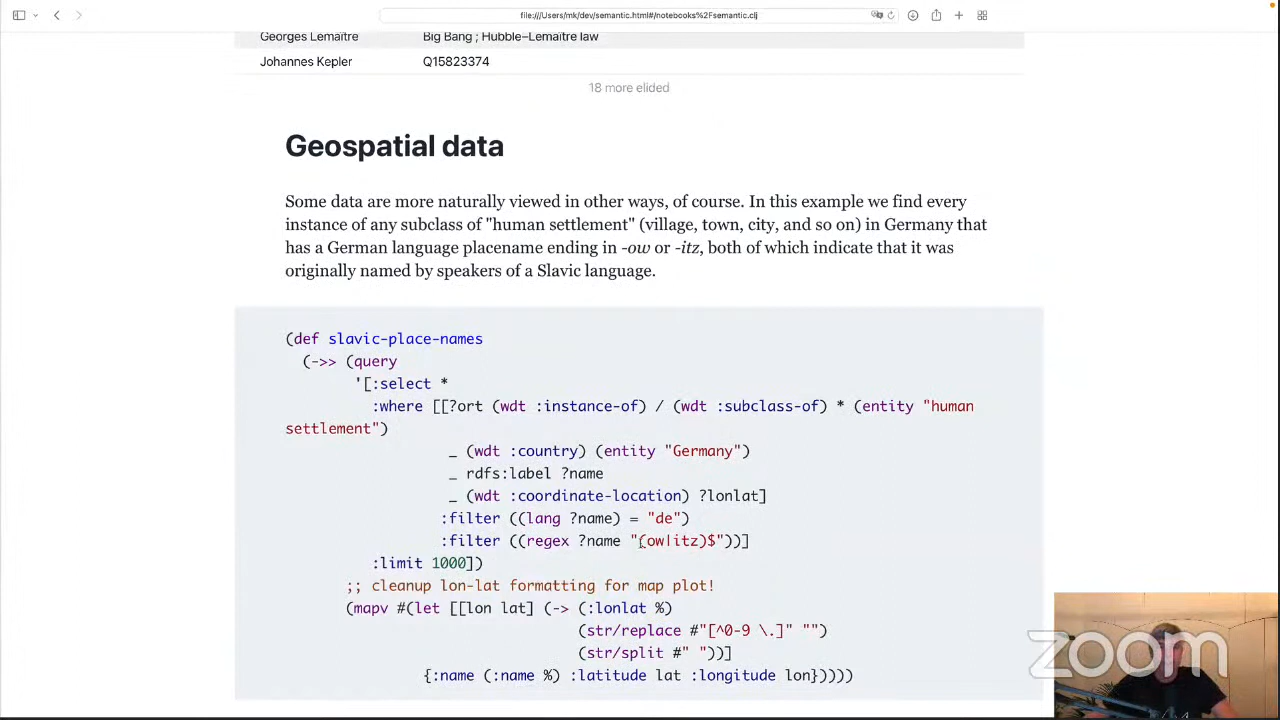 file:///Users/mk/dev/semantic.html#/notebooks%2Fsemantic.clj
Georges Lemaître Big Bang ; Hubble–Lemaître law
Johannes Kepler Q15823374
18 more elided
Geospatial data
Some data are more naturally viewed in other ways, of course. In this example we find every
instance of any subclass of "human settlement" (village, town, city, and so on) in Germany that
has a German language placename ending in -ow or -itz, both of which indicate that it was
originally named by speakers of a Slavic language.
(def slavic-place-names
(->> (query
'[:select *
:where [[?ort (wdt :instance-of) / (wdt :subclass-of) * (entity "human
settlement")
_ (wdt :country) (entity "Germany")
_ rdfs:label ?name
_ (wdt :coordinate-location) ?lonlat]
:filter ((lang ?name) = "de")
:filter ((regex ?name "(ow|itz)$"))]
:limit 1000])
;; cleanup lon-lat formatting for map plot!
(mapv #(let [[lon lat] (-> (:lonlat %)
(str/replace #"[^0-9 \.]" "")
(str/split #" "))]
{:name (:name %) :latitude lat :longitude lon}))))
zoom